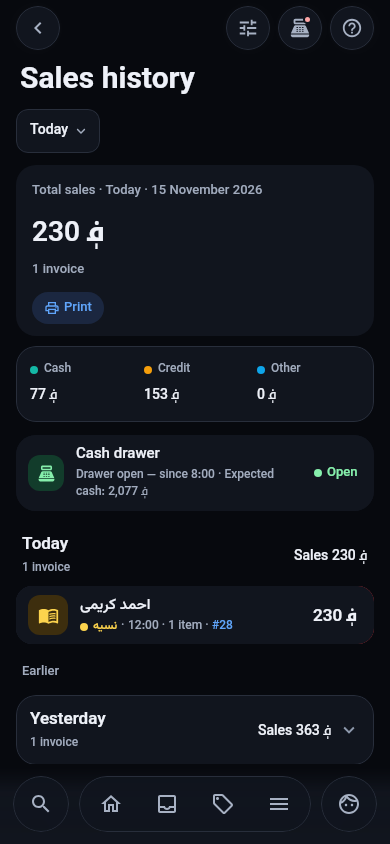 Sales history
Today
Total sales · Today · 15 November 2026
230 ؋
1 invoice
Print
Cash
Credit
Other
77 ؋
153 ؋
0 ؋
Cash drawer
Drawer open — since 8:00 · Expected
cash: 2,077 ؋
Open
Today
Sales 230 ؋
1 invoice
احمد کریمی
نسیه · 12:00 · 1 item · #28
230 ؋
Earlier
Yesterday
Sales 363 ؋
1 invoice